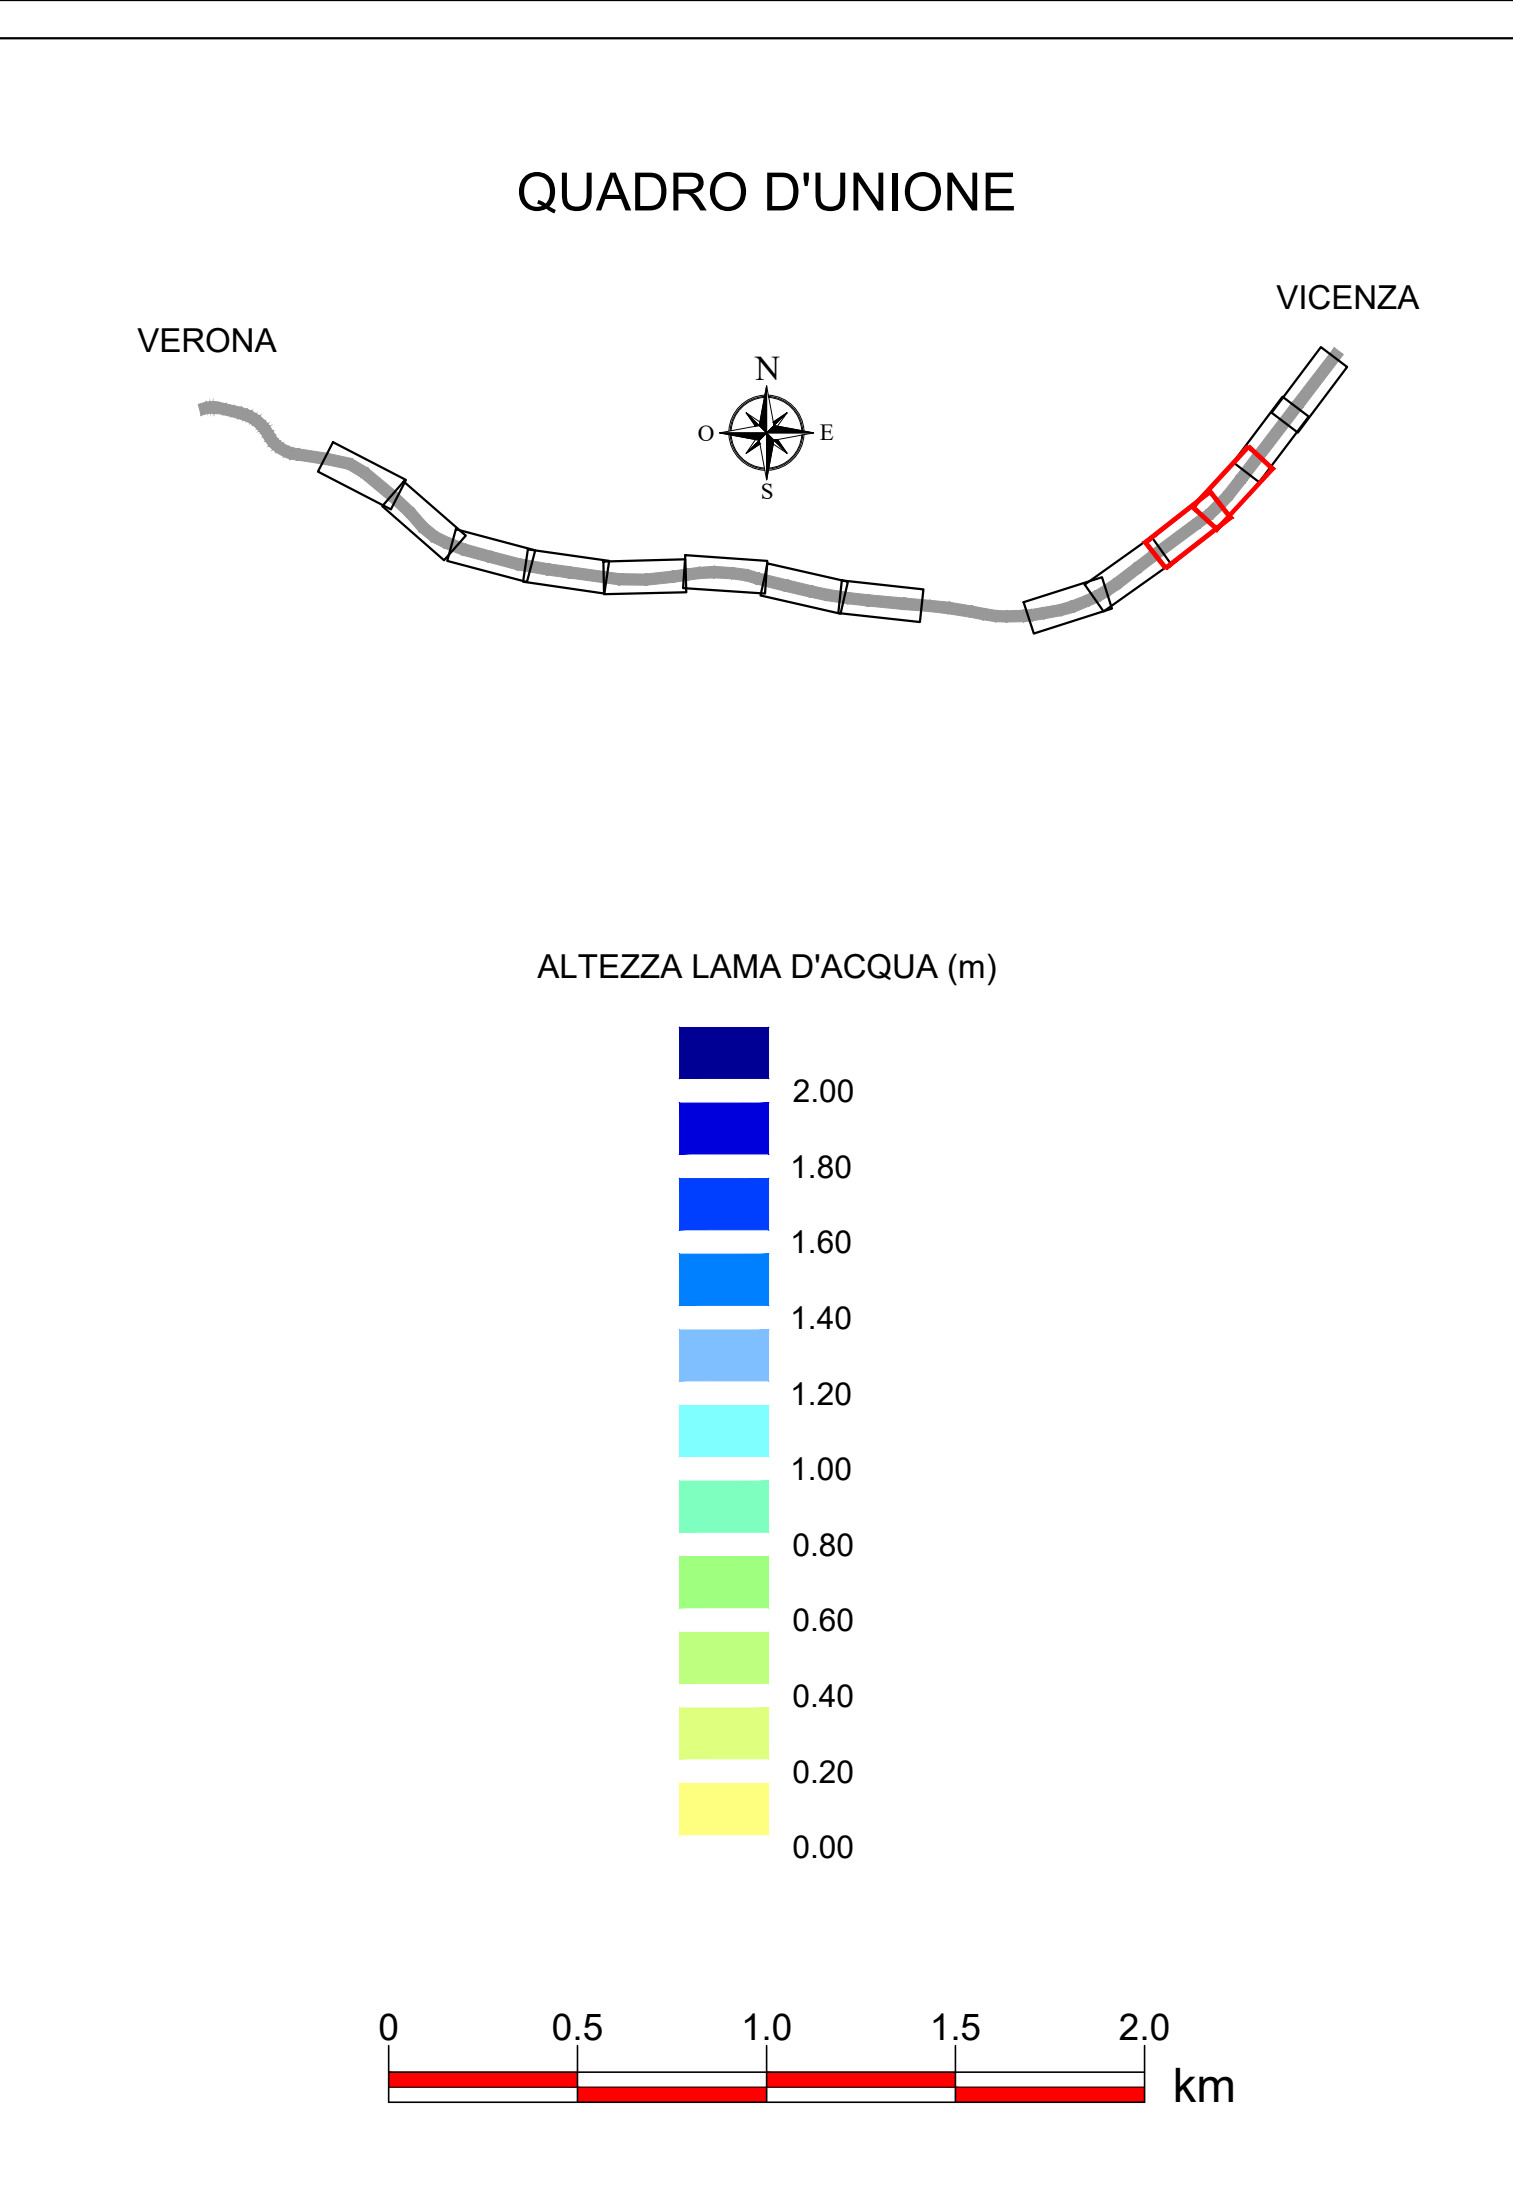 QUADRO D'UNIONE
VICENZA
VERONA
N
O
E
S
ALTEZZA LAMA D'ACQUA (m)
2.00
1.80
1.60
1.40
1.20
1.00
0.80
0.60
0.40
0.20
0.00
0 0.5 1.0 1.5 2.0
km